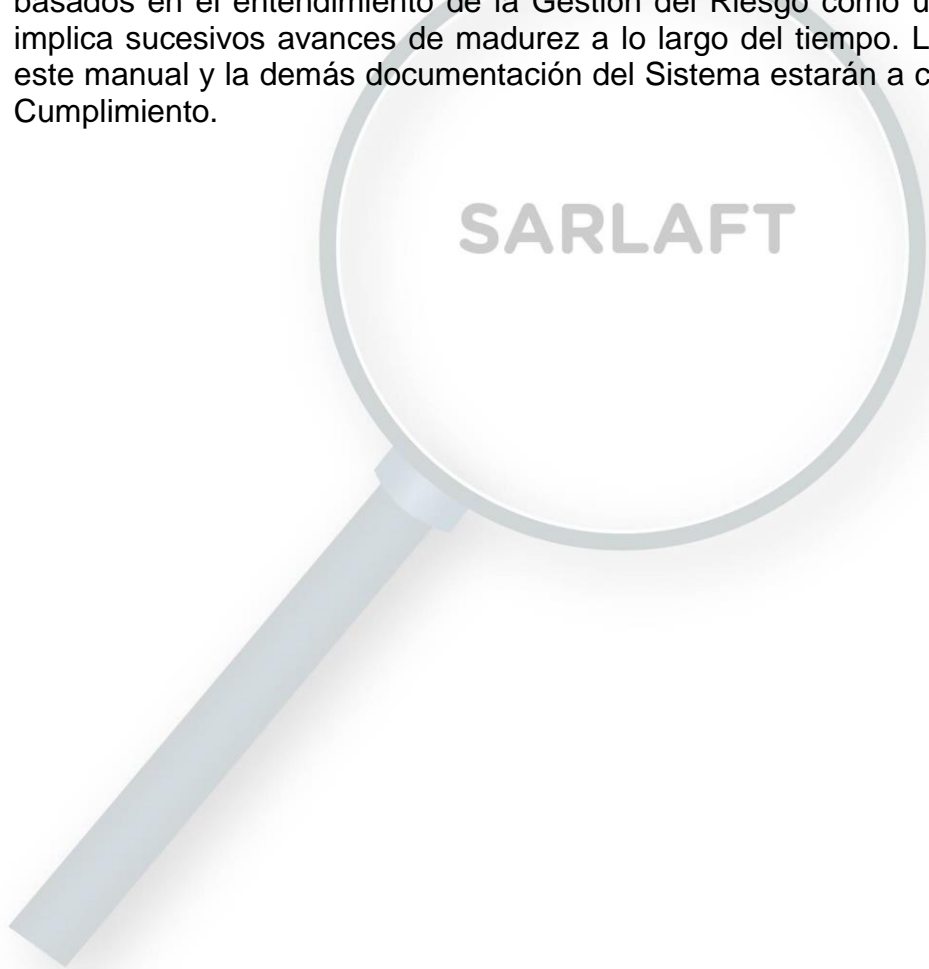 basados en el entendimiento de la Gestión del Riesgo como u
implica sucesivos avances de madurez a lo largo del tiempo. L
este manual y la demás documentación del Sistema estarán a c
Cumplimiento.
SARLAFT